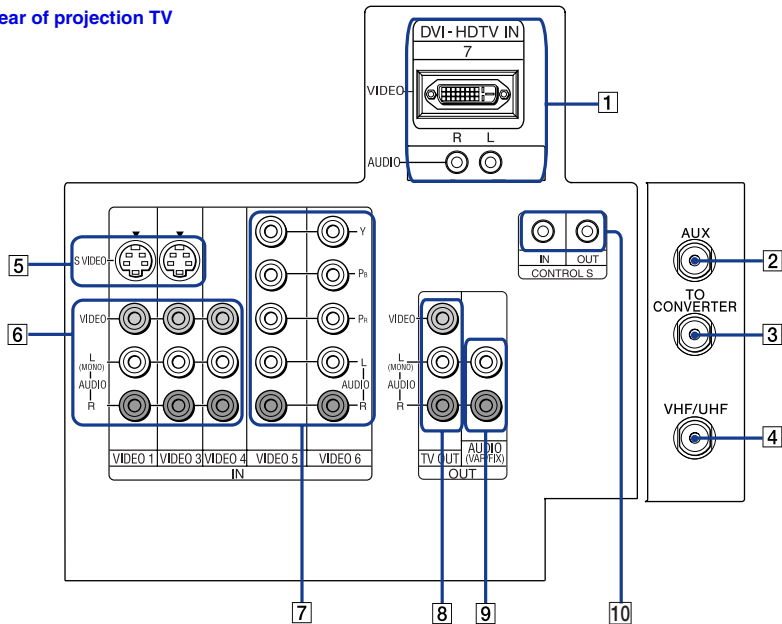 ear of projection TV
DVI-HDTV IN
7
VIDEO
R L
AUDIO
1
S VIDEO
5
Y
PB
PR
L
AUDIO
R
VIDEO
L
(MONO)
AUDIO
R
6
VIDEO 1 VIDEO 3 VIDEO 4 VIDEO 5 VIDEO 6
IN
VIDEO
L
(MONO)
AUDIO
R
TV OUT
AUDIO
(VAR/FIX)
OUT
IN OUT
CONTROL S
AUX
2
TO
CONVERTER
3
VHF/UHF
4
7
8
9
10